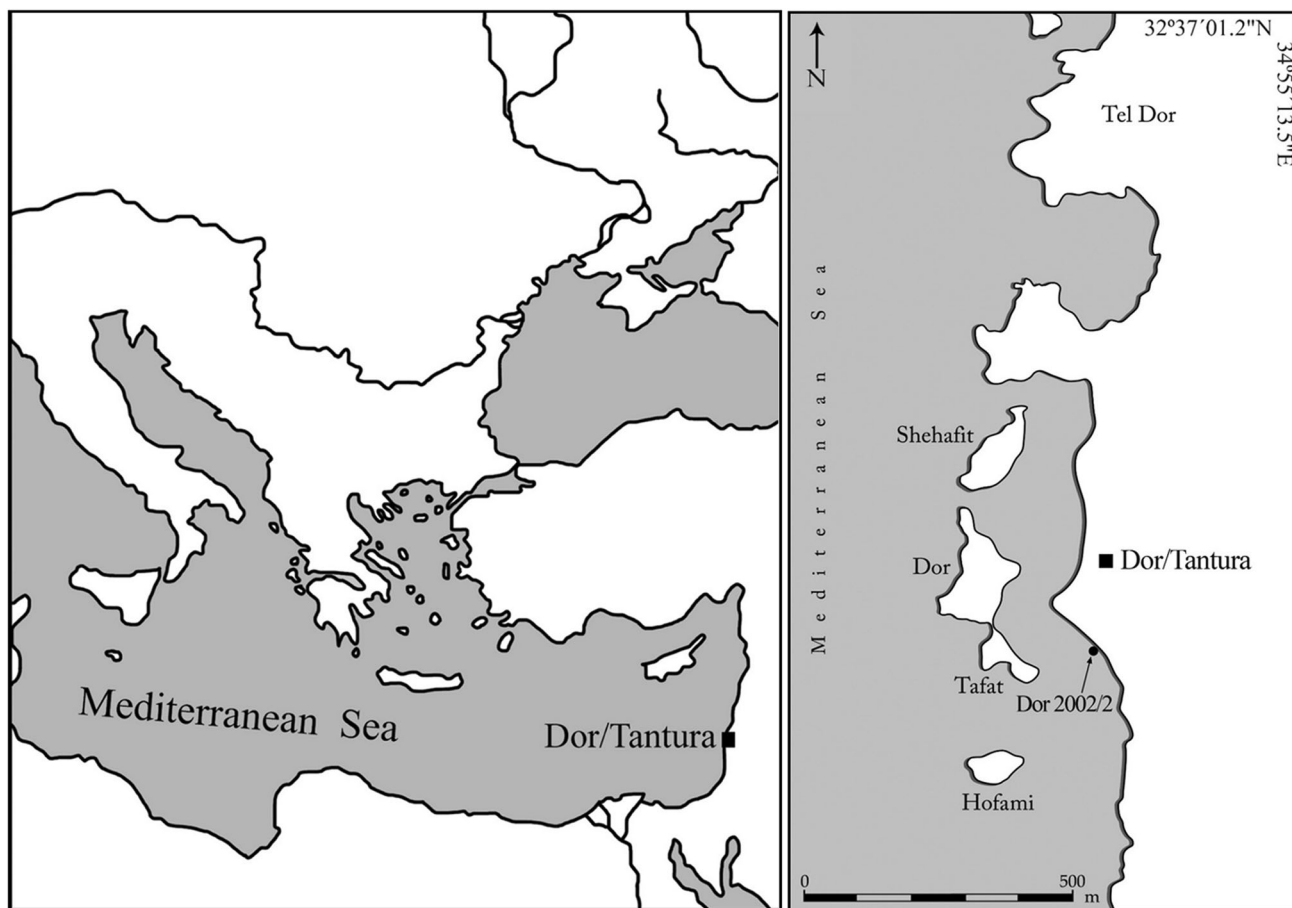 Mediterranean Sea
Dor/Tantura
32º37´01.2"N
34º55´13.5"E
N
Tel Dor
Mediterranean Sea
Shehafit
Dor
Dor/Tantura
Tafat
Dor 2002/2
Hofami
0
500
m